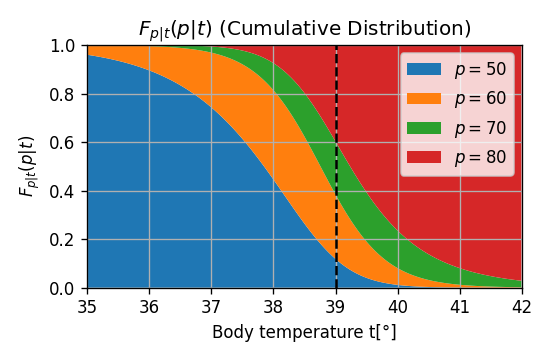 F_{p|t}(p|t) (Cumulative Distribution)
1.0
0.8
0.6
0.4
0.2
0.0
F_{p|t}(p|t)
p = 50
p = 60
p = 70
p = 80
35 36 37 38 39 40 41 42
Body temperature t[°]